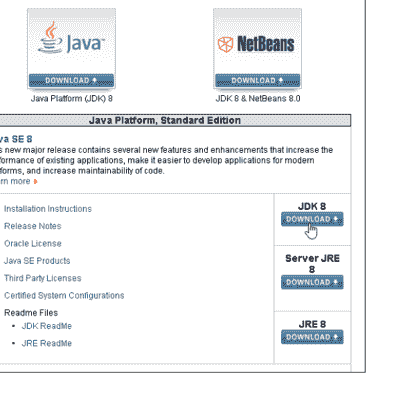 Java
NetBeans
DOWNLOAD
DOWNLOAD
Java Platform (JDK) 8
JDK 8 & NetBeans 8.0
Java Platform, Standard Edition
va SE 8
s new major release contains several new features and enhancements that increase the
formance of existing applications, make it easier to develop applications for modern
forms, and increase maintainability of code.
rn more
Installation Instructions
Release Notes
Oracle License
Java SE Products
Third Party Licenses
Certified System Configurations
Readme Files
• JDK ReadMe
• JRE ReadMe
JDK 8
DOWNLOAD
Server JRE
8
DOWNLOAD
JRE 8
DOWNLOAD